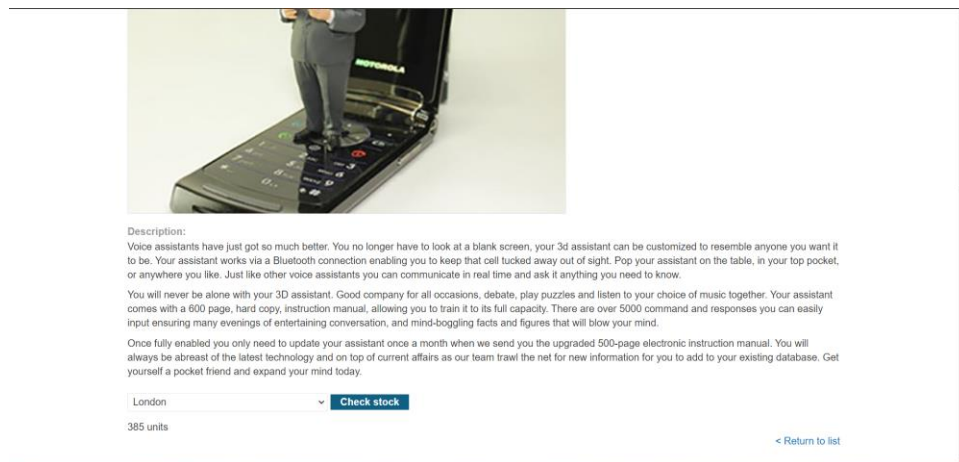 MOTOROLA
Description:
Voice assistants have just got so much better. You no longer have to look at a blank screen, your 3d assistant can be customized to resemble anyone you want it
to be. Your assistant works via a Bluetooth connection enabling you to keep that cell tucked away out of sight. Pop your assistant on the table, in your top pocket,
or anywhere you like. Just like other voice assistants you can communicate in real time and ask it anything you need to know.
You will never be alone with your 3D assistant. Good company for all occasions, debate, play puzzles and listen to your choice of music together. Your assistant
comes with a 600 page, hard copy, instruction manual, allowing you to train it to its full capacity. There are over 5000 command and responses you can easily
input ensuring many evenings of entertaining conversation, and mind-boggling facts and figures that will blow your mind.
Once fully enabled you only need to update your assistant once a month when we send you the upgraded 500-page electronic instruction manual. You will
always be abreast of the latest technology and on top of current affairs as our team trawl the net for new information for you to add to your existing database. Get
yourself a pocket friend and expand your mind today.
London
Check stock
385 units
< Return to list